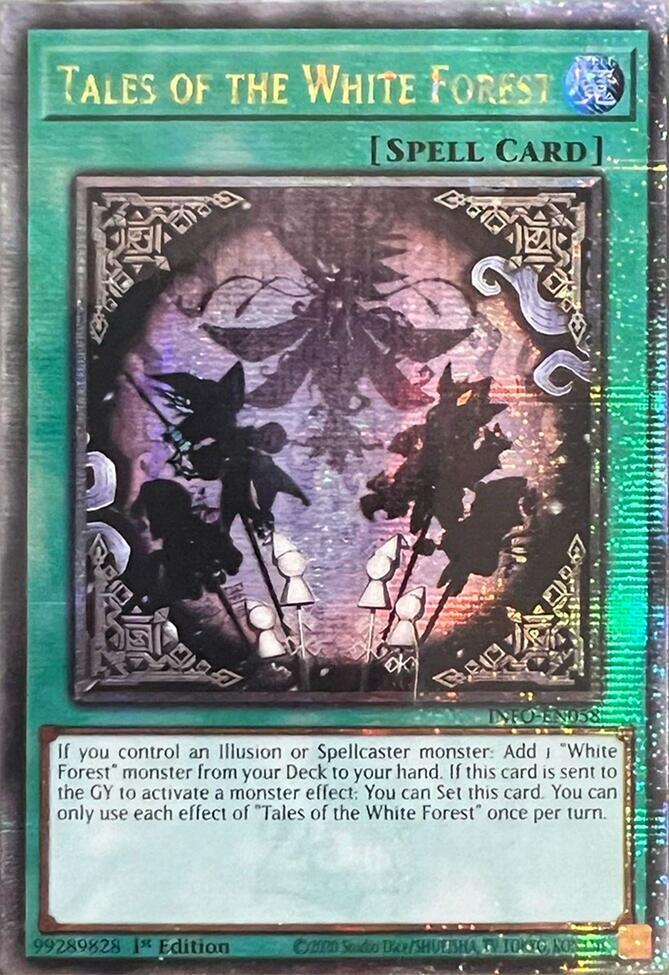 TALES OF THE WHITE FOREST
魔
[SPELL CARD]
INFO-EN058
If you control an Illusion or Spellcaster monster: Add 1 "White
Forest" monster from your Deck to your hand. If this card is sent to
the GY to activate a monster effect: You can Set this card. You can
only use each effect of "Tales of the White Forest" once per turn.
99289828 1st Edition ©2020 Studio Dice/SHUEISHA, TV TOKYO, KONAMI